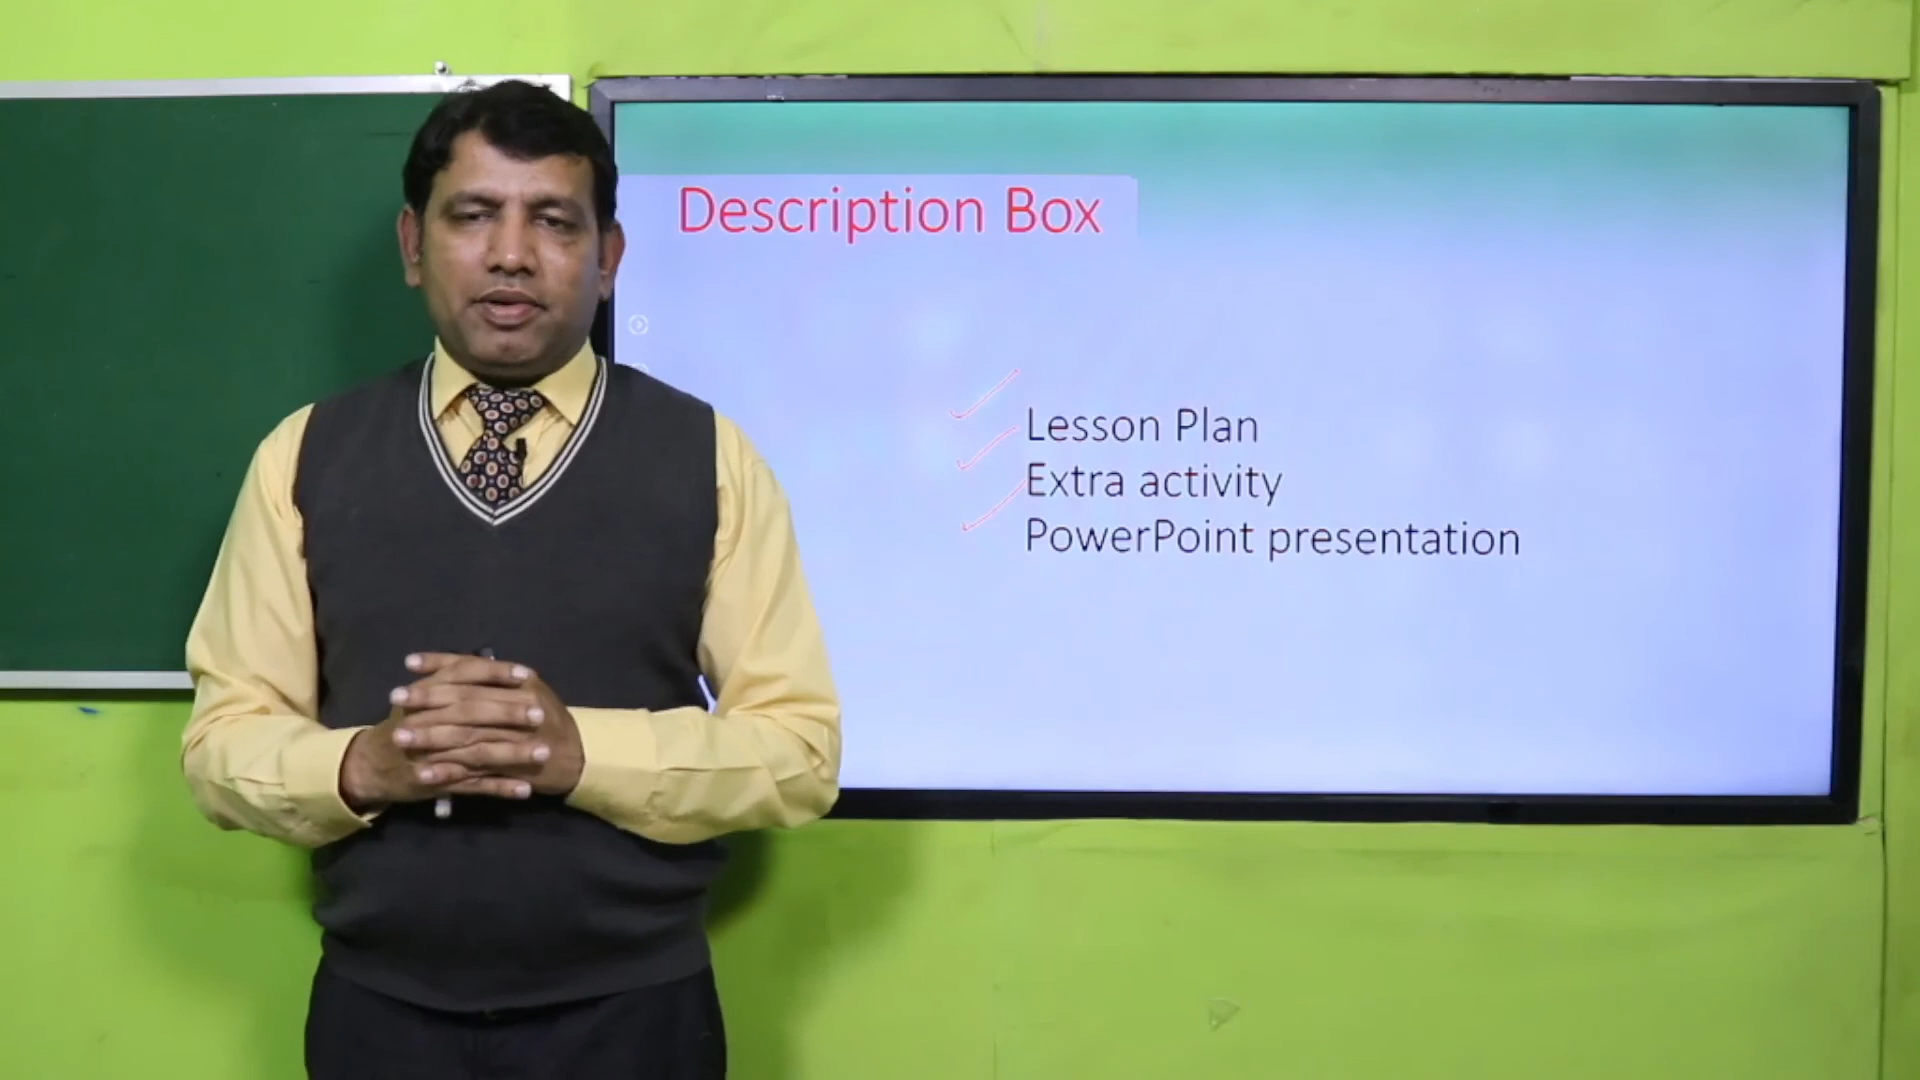 Description Box
Lesson Plan
Extra activity
PowerPoint presentation